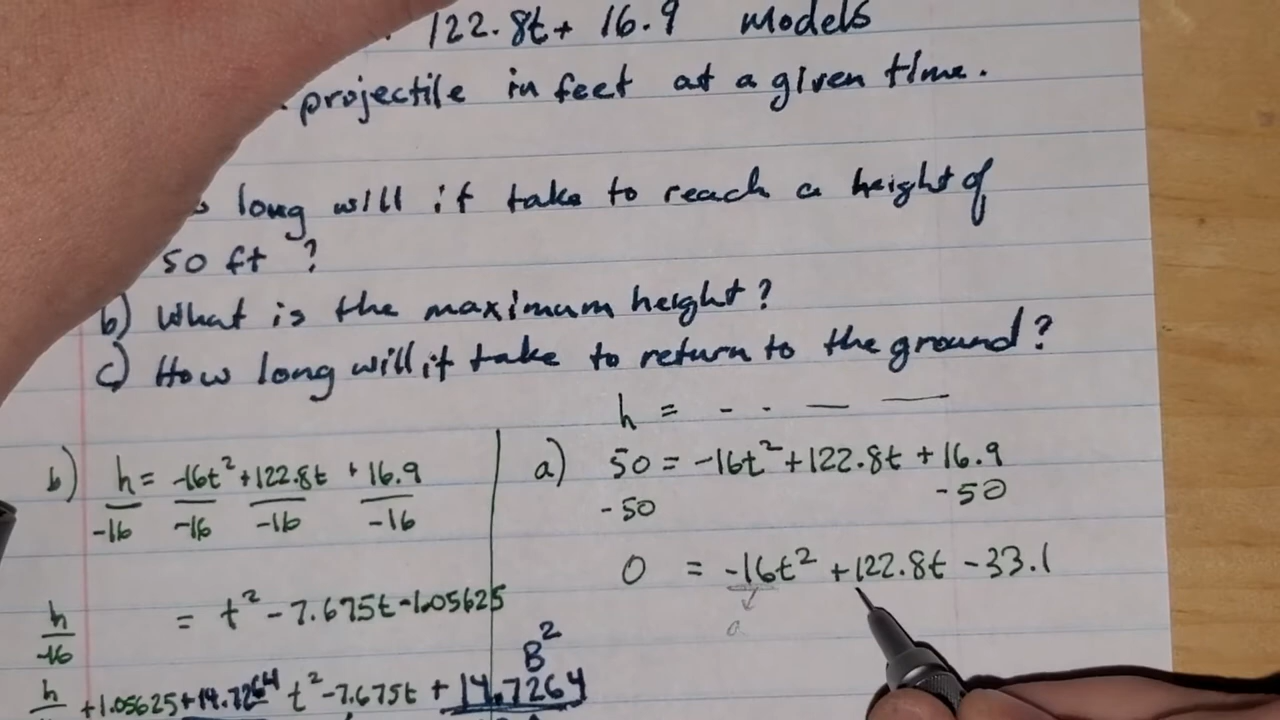 122.8t + 16.9 models
projectile in feet at a given time.
long will it take to reach a height of
50 ft ?
b) What is the maximum height?
c) How long will it take to return to the ground?
h = - - — —
b) h = -16t² + 122.8t + 16.9
-16 -16 -16 -16
h/-16 = t² - 7.675t - 1.05625
B²
+1.05625 + 14.7264 t² - 7.675t + 14.7264
a) 50 = -16t² + 122.8t + 16.9
-50 -50
0 = -16t² + 122.8t - 33.1
a